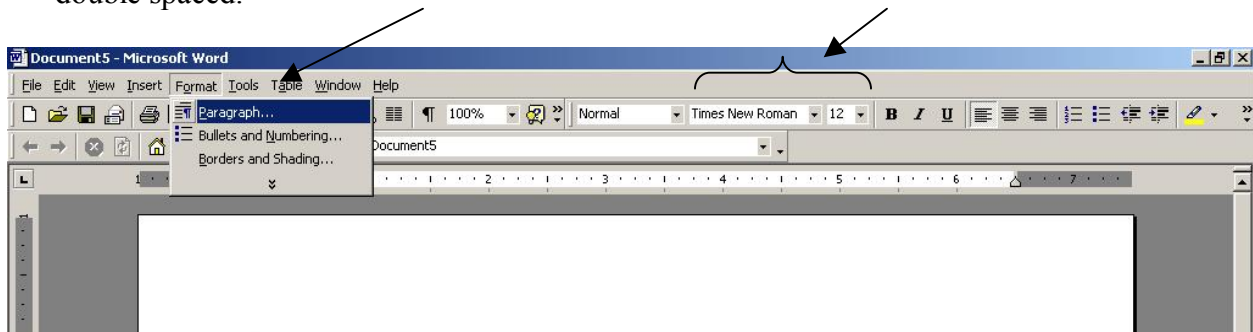 double spaced.
Document5 - Microsoft Word
File Edit View Insert Format Tools Table Window Help
100% Normal Times New Roman 12 B I U
Paragraph...
Bullets and Numbering...
Document5
Borders and Shading...
L 1 2 3 4 5 6 7